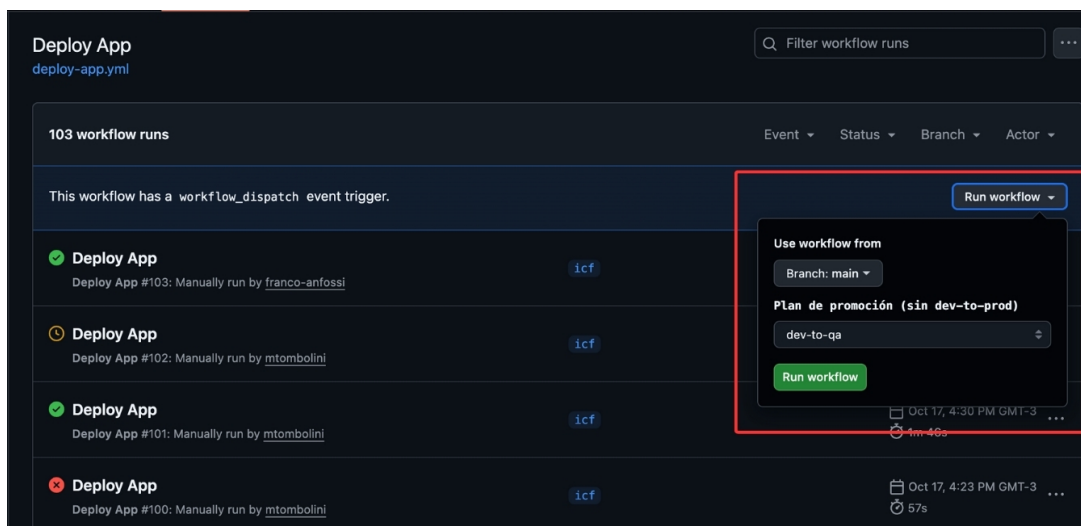 Deploy App
Filter workflow runs
deploy-app.yml
103 workflow runs
Event
Status
Branch
Actor
This workflow has a workflow_dispatch event trigger.
Run workflow
Use workflow from
Branch: main
Plan de promoción (sin dev-to-prod)
dev-to-qa
Run workflow
Deploy App
Deploy App #103: Manually run by franco-anfossi
icf
Deploy App
Deploy App #102: Manually run by mtombolini
icf
Deploy App
Deploy App #101: Manually run by mtombolini
icf
Oct 17, 4:30 PM GMT-3
1m 46s
Deploy App
Deploy App #100: Manually run by mtombolini
icf
Oct 17, 4:23 PM GMT-3
57s